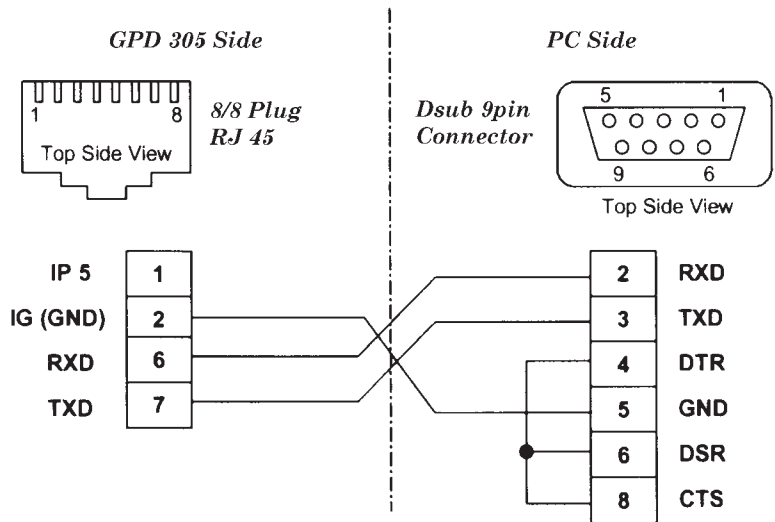 GPD 305 Side
PC Side
1 8
Top Side View
8/8 Plug
RJ 45
Dsub 9pin
Connector
5 1
9 6
Top Side View
IP 5 1
IG (GND) 2
RXD 6
TXD 7
2 RXD
3 TXD
4 DTR
5 GND
6 DSR
8 CTS